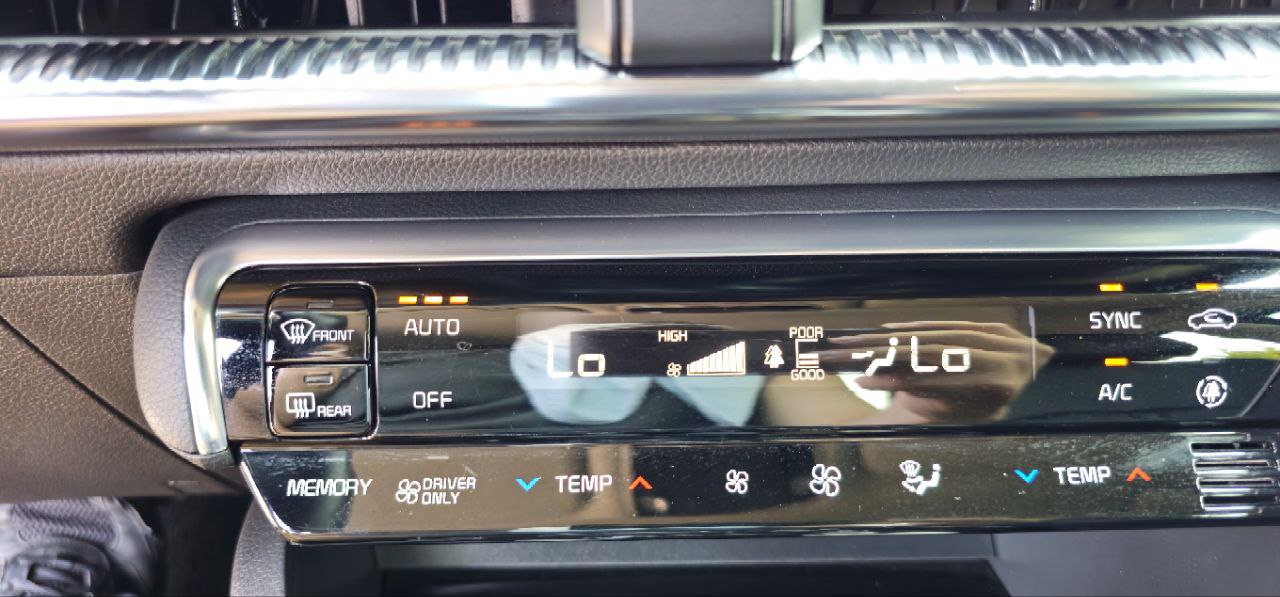 FRONT
REAR
AUTO
OFF
Lo
HIGH
POOR
GOOD
Lo
SYNC
A/C
MEMORY
DRIVER
ONLY
TEMP
TEMP